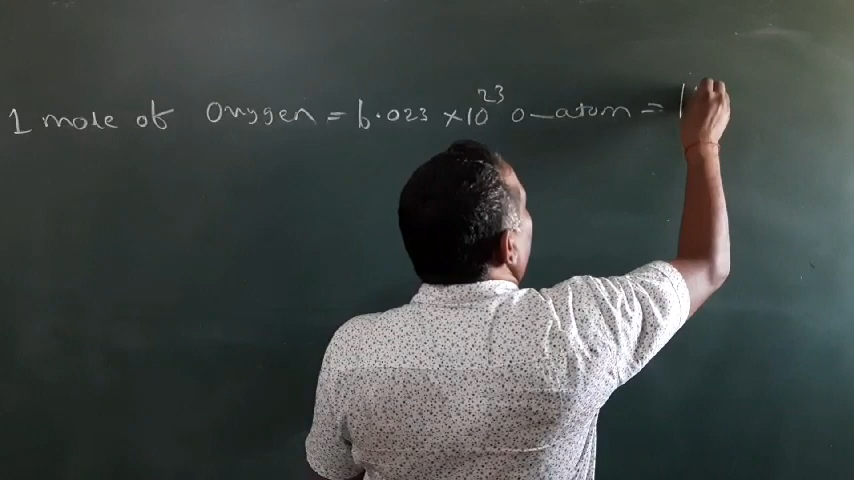 1 mole of Oxygen = 6.023 × 10²³ O-atom = 1